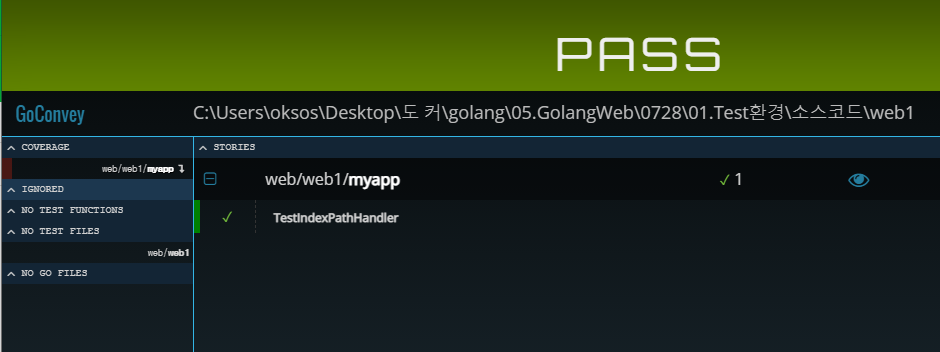 PASS
GoConvey
C:\Users\oksos\Desktop\도 커\golang\05.GolangWeb\0728\01.Test환경\소스코드\web1
COVERAGE
web/web1/myapp
IGNORED
NO TEST FUNCTIONS
NO TEST FILES
web/web1
NO GO FILES
STORIES
web/web1/myapp ✓ 1
✓ TestIndexPathHandler